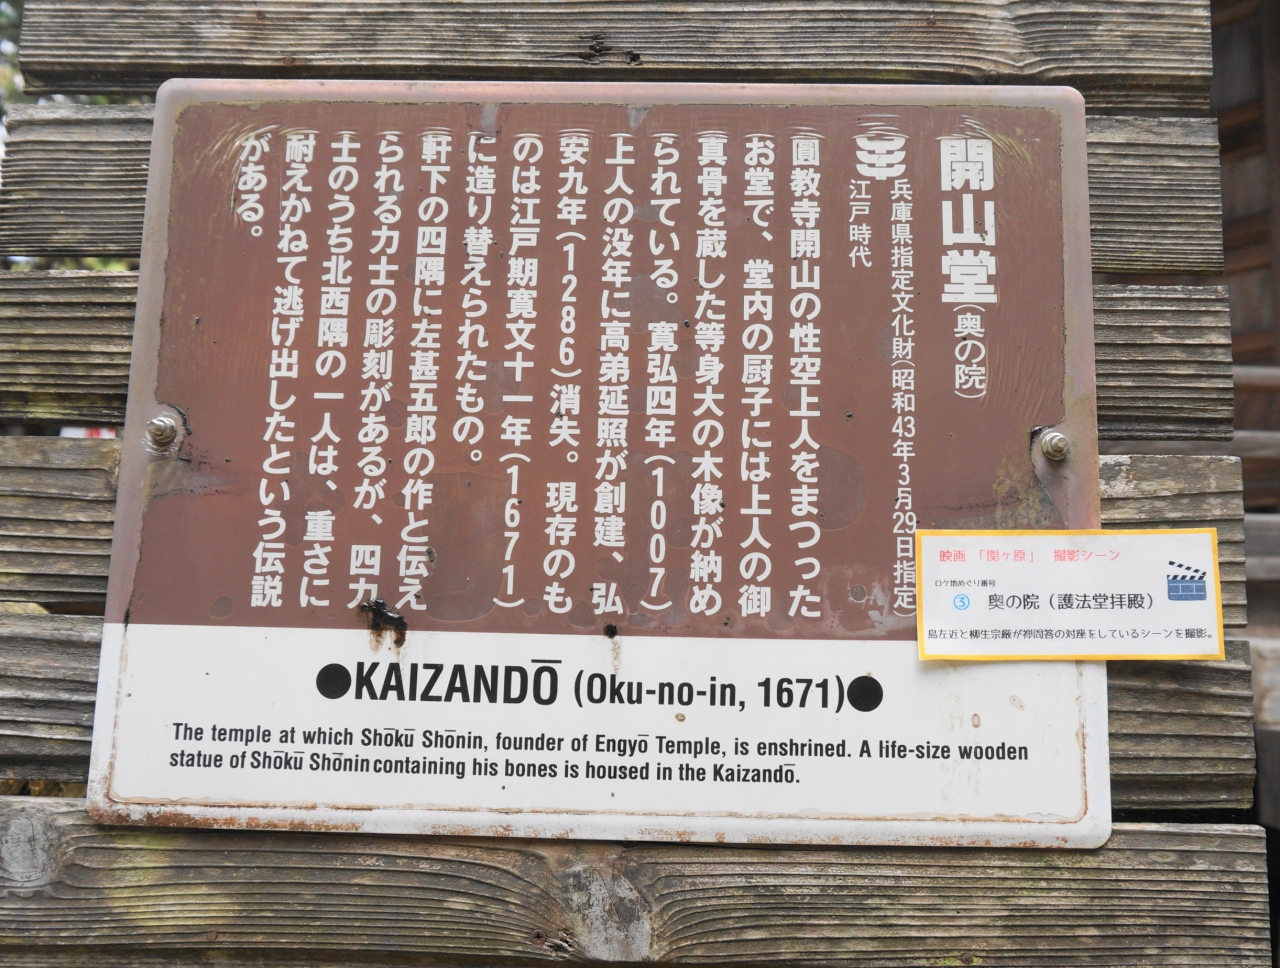 開山堂(奥の院)
兵庫県指定文化財(昭和43年3月29日指定)
江戸時代
圓教寺開山の性空上人をまつった
お堂で、堂内の厨子には上人の御
真骨を蔵した等身大の木像が納め
られている。寛弘四年(1007)
上人の没年に高弟延照が創建、弘
安九年(1286)消失。現存のも
のは江戸期寛文十一年(1671)
に造り替えられたもの。
軒下の四隅に左甚五郎の作と伝え
られる力士の彫刻があるが、四力
士のうち北西隅の一人は、重さに
耐えかねて逃げ出したという伝説
がある。
●KAIZANDŌ (Oku-no-in, 1671)●
The temple at which Shōkū Shōnin, founder of Engyō Temple, is enshrined. A life-size wooden
statue of Shōkū Shōnin containing his bones is housed in the Kaizandō.
映画 「関ヶ原」 撮影シーン
ロケ地めぐり番号
③ 奥の院(護法堂拝殿)
島左近と柳生宗厳が禅問答の対座をしているシーンを撮影。